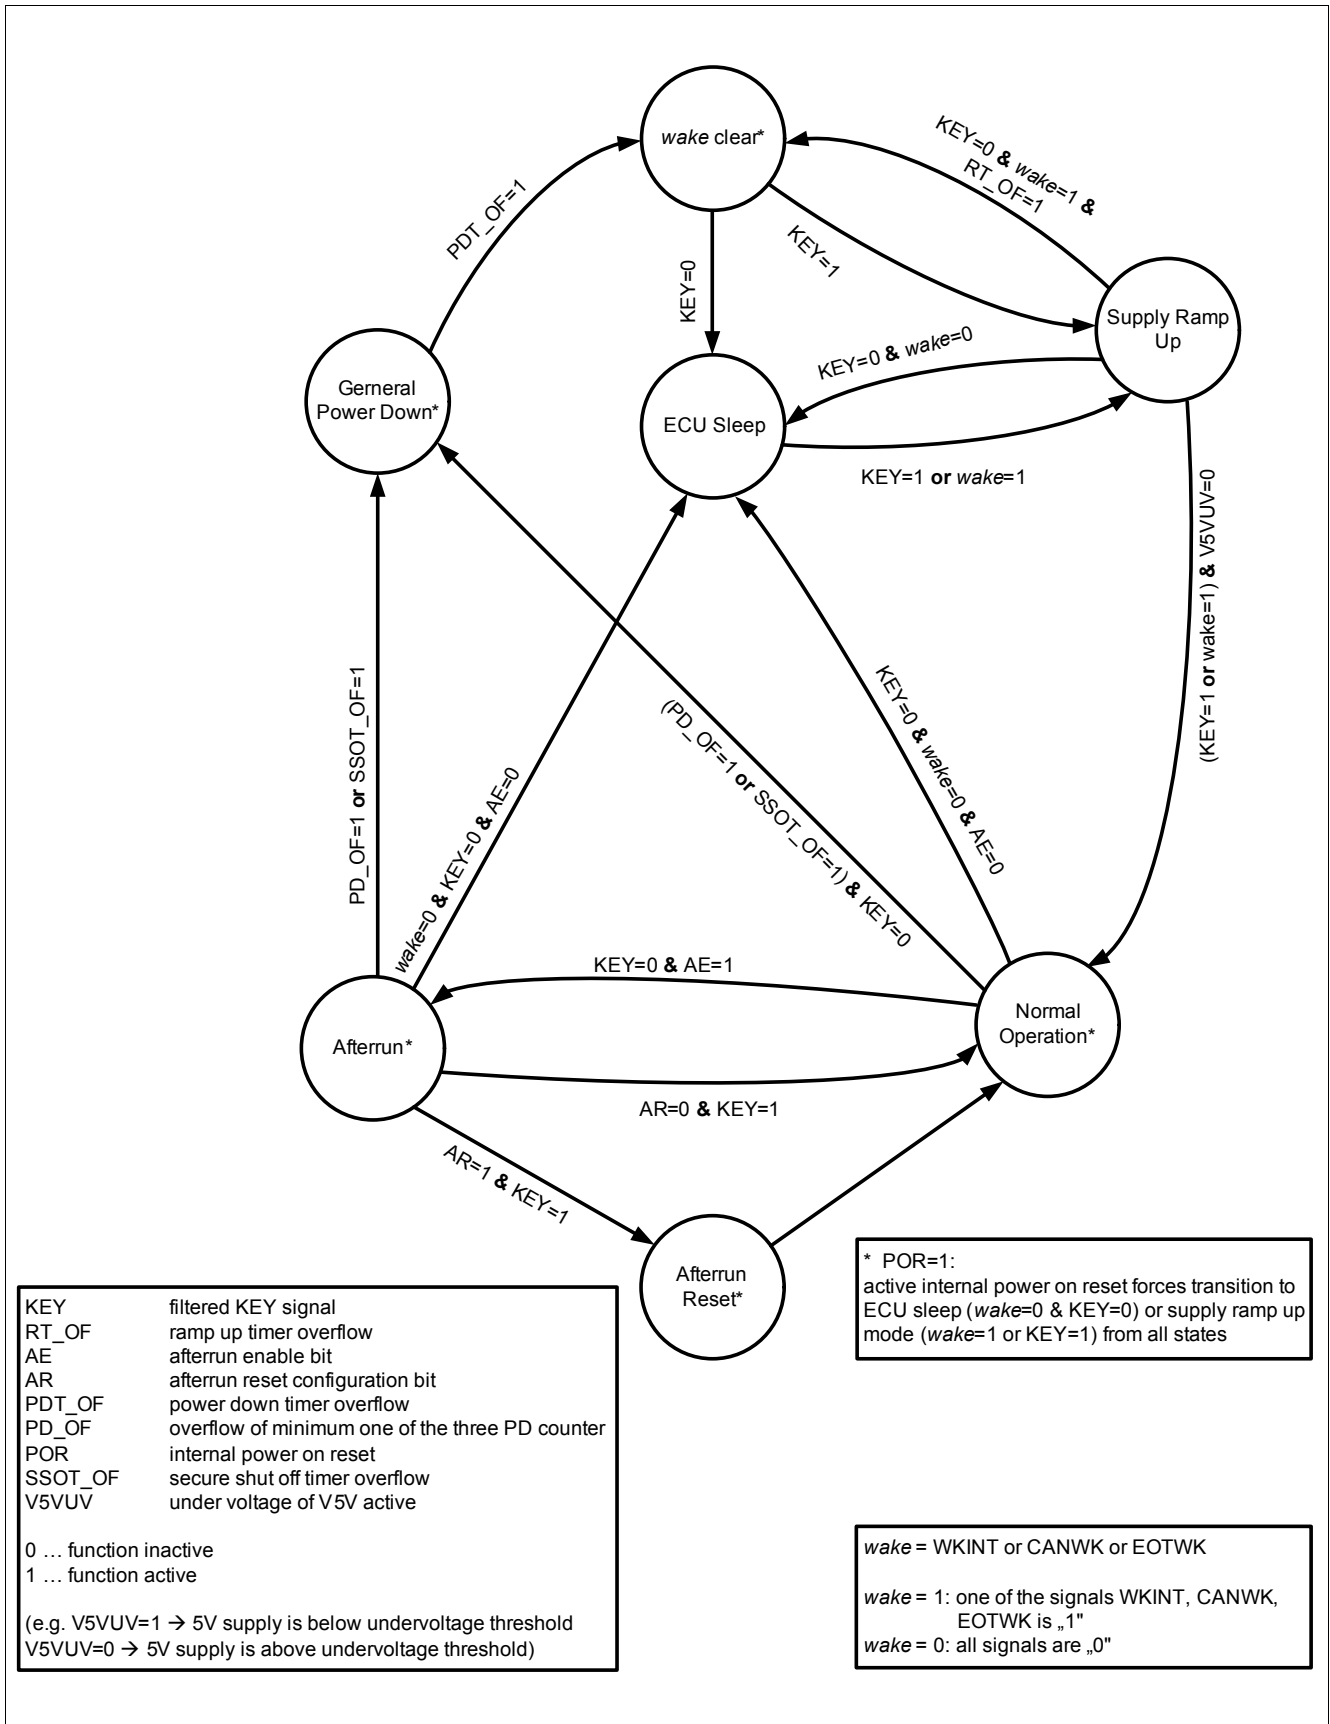 wake clear*
KEY=0 & wake=1 &
RT_OF=1
PDT_OF=1
KEY=1
KEY=0
Supply Ramp
Up
KEY=0 & wake=0
Gerneral
Power Down*
ECU Sleep
KEY=1 or wake=1
(KEY=1 or wake=1) & V5VUV=0
PD_OF=1 or SSOT_OF=1
wake=0 & KEY=0 & AE=0
(PD_OF=1 or SSOT_OF=1) & KEY=0
KEY=0 & wake=0 & AE=0
KEY=0 & AE=1
Normal
Operation*
Afterrun*
AR=0 & KEY=1
AR=1 & KEY=1
Afterrun
Reset*
* POR=1:
active internal power on reset forces transition to
ECU sleep (wake=0 & KEY=0) or supply ramp up
mode (wake=1 or KEY=1) from all states
KEY filtered KEY signal
RT_OF ramp up timer overflow
AE afterrun enable bit
AR afterrun reset configuration bit
PDT_OF power down timer overflow
PD_OF overflow of minimum one of the three PD counter
POR internal power on reset
SSOT_OF secure shut off timer overflow
V5VUV under voltage of V5V active
0 … function inactive
1 … function active
(e.g. V5VUV=1 → 5V supply is below undervoltage threshold
V5VUV=0 → 5V supply is above undervoltage threshold)
wake = WKINT or CANWK or EOTWK
wake = 1: one of the signals WKINT, CANWK,
EOTWK is „1"
wake = 0: all signals are „0"